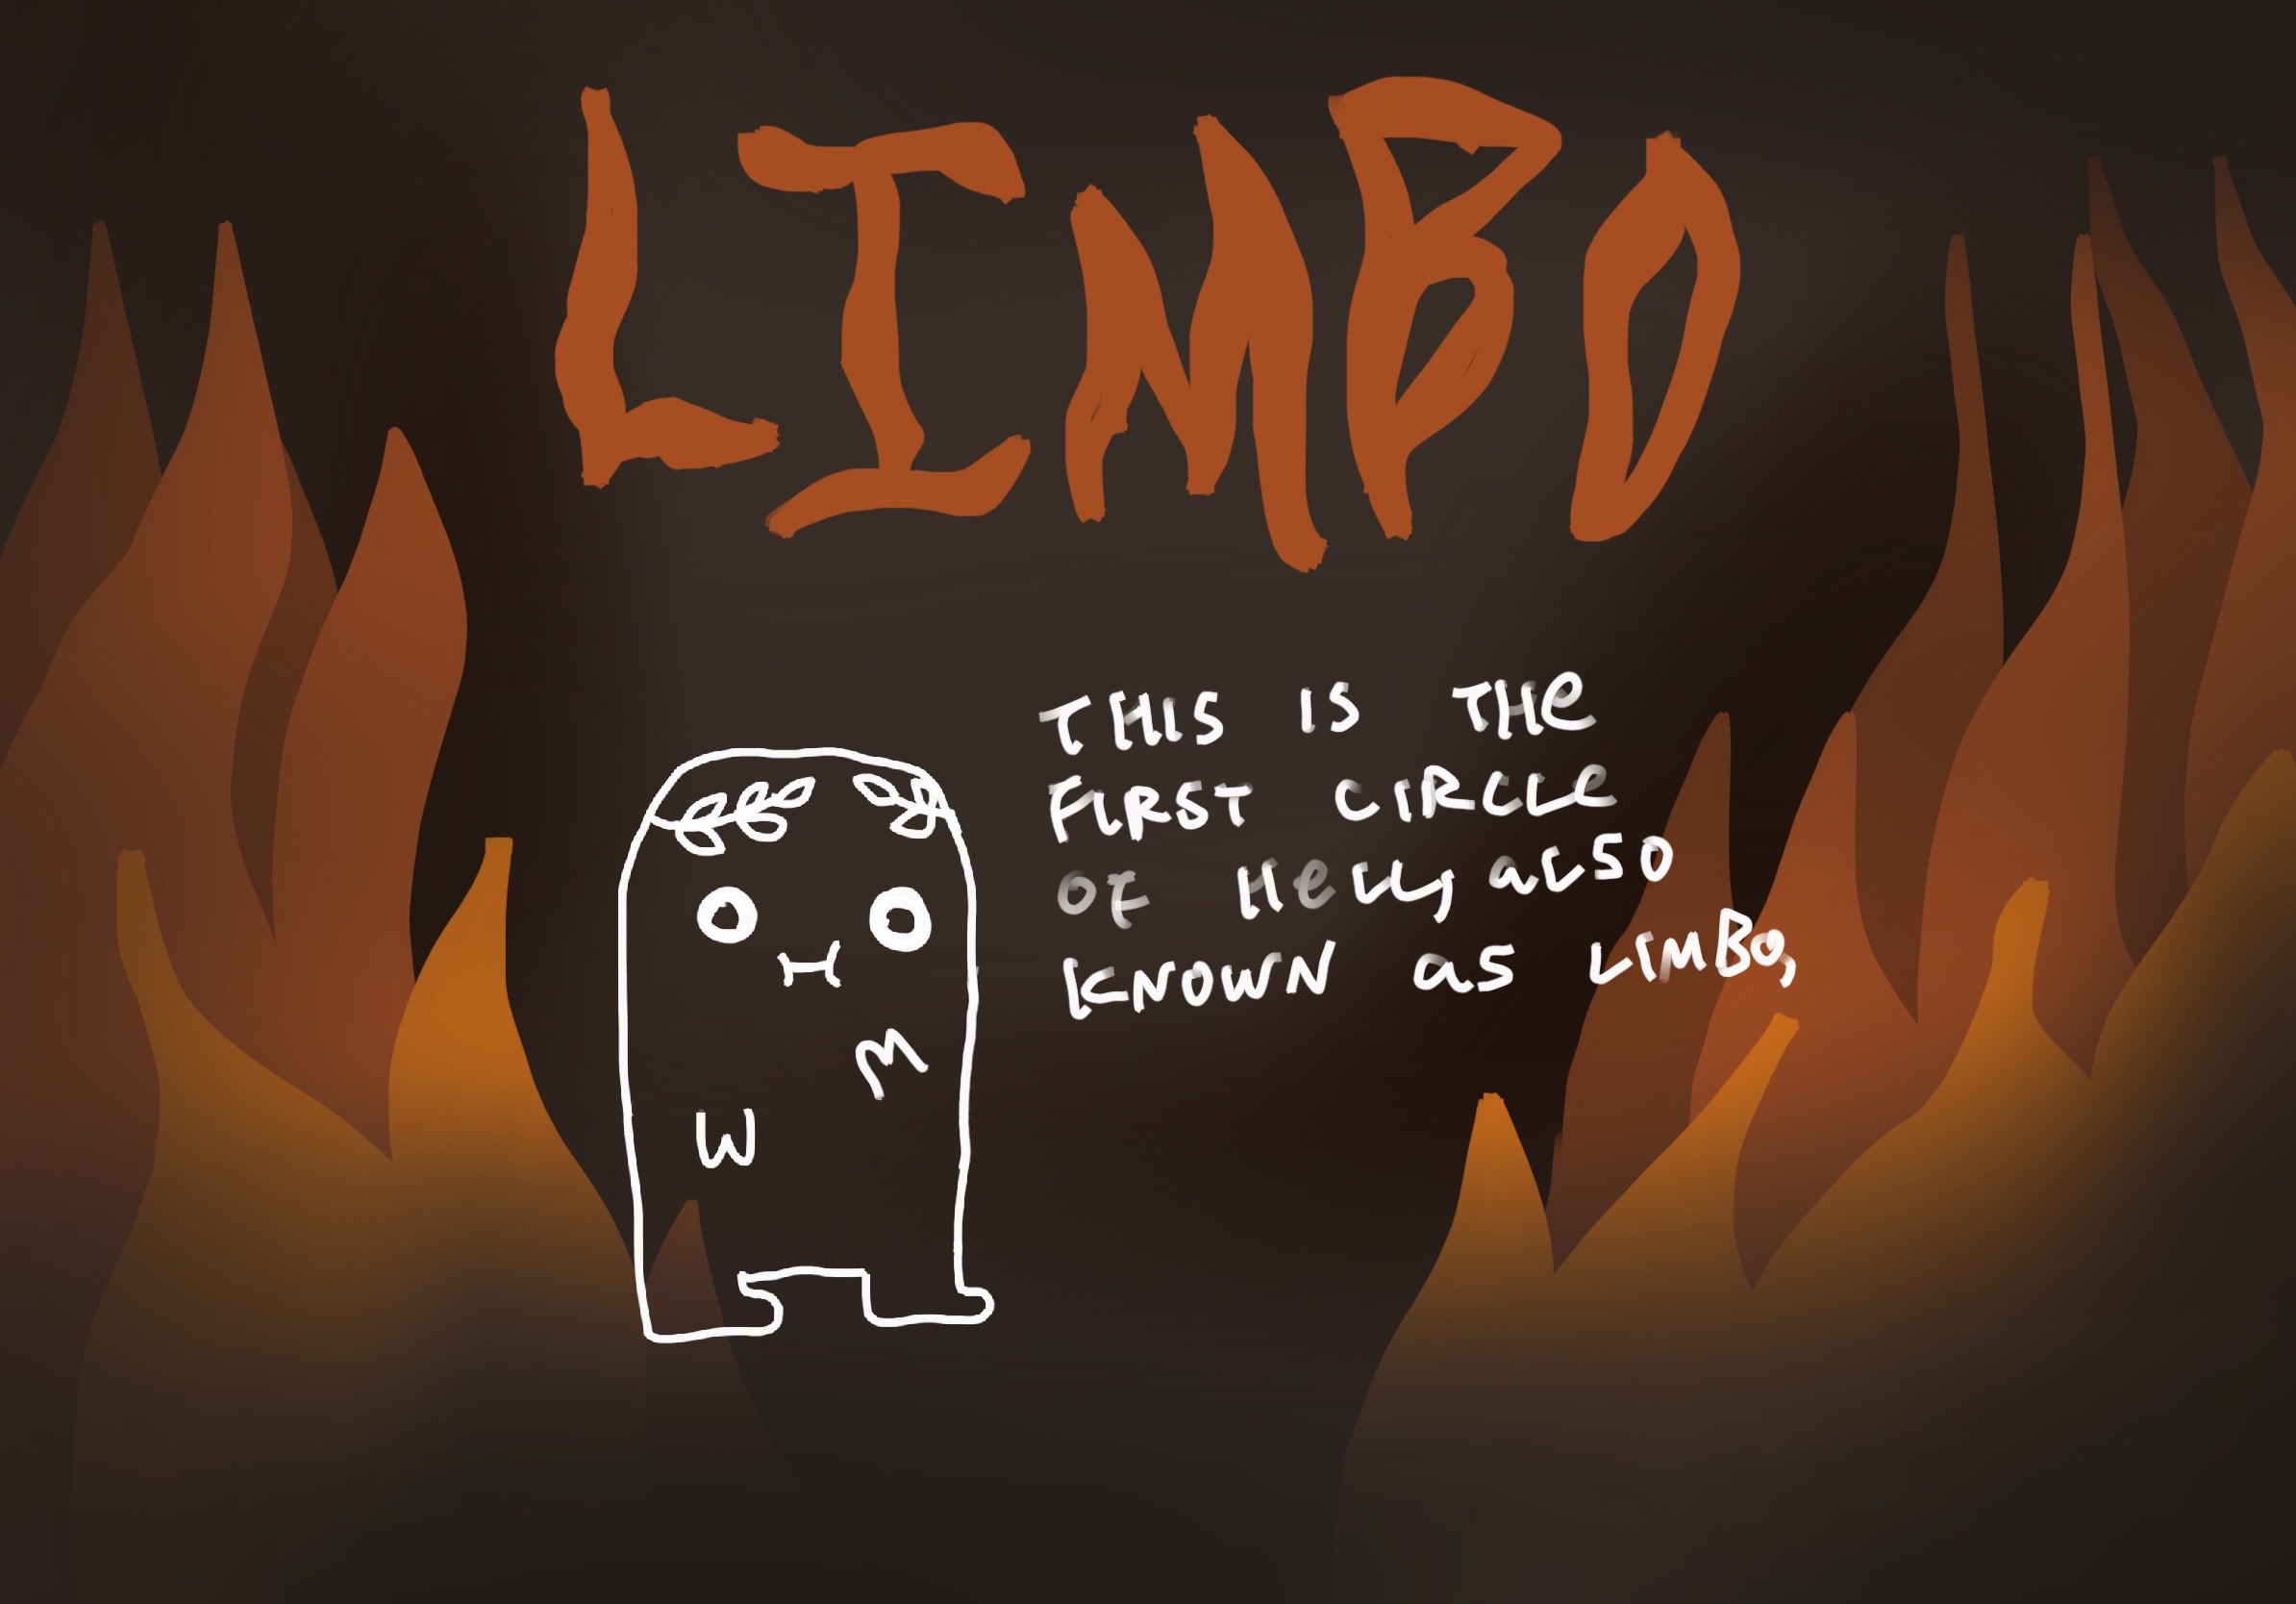 LIMBO
THIS IS THE
FIRST CIRCLE
OF HELL, ALSO
KNOWN AS LIMBO,